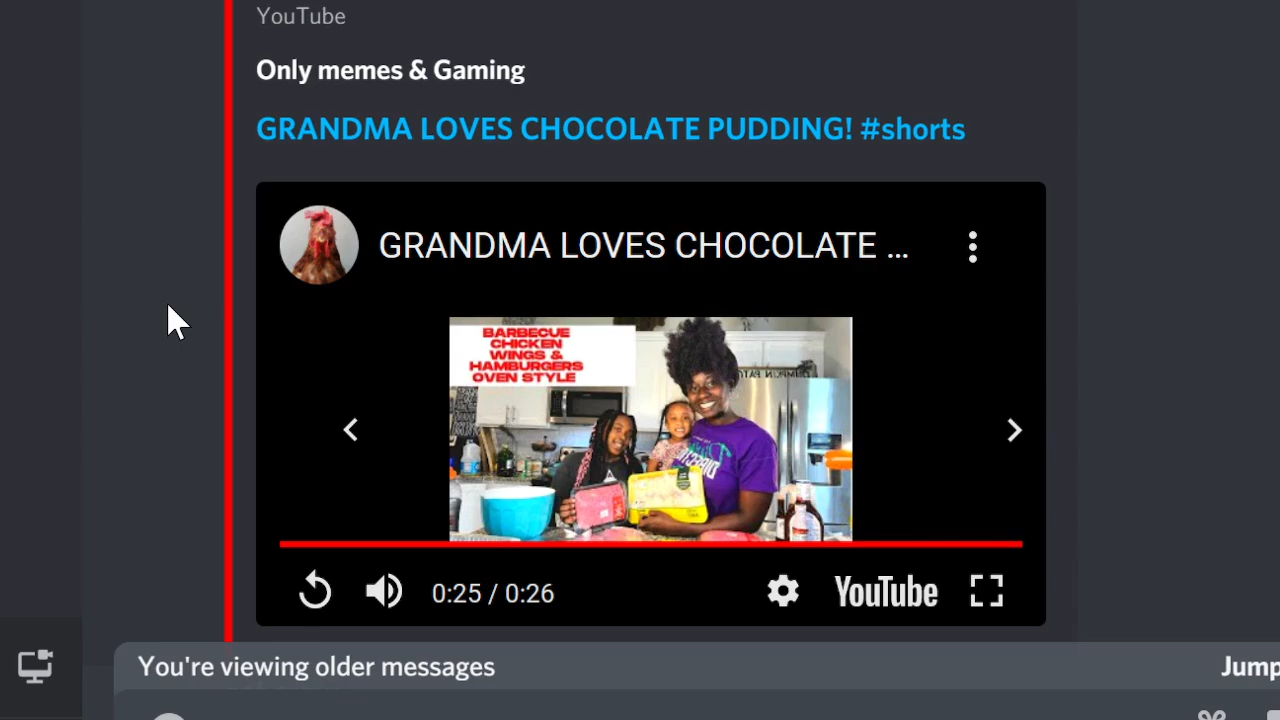 YouTube
Only memes & Gaming
GRANDMA LOVES CHOCOLATE PUDDING! #shorts
GRANDMA LOVES CHOCOLATE ...
BARBECUE
CHICKEN
WINGS &
HAMBURGERS
OVEN STYLE
0:25 / 0:26
YouTube
You're viewing older messages
Jump